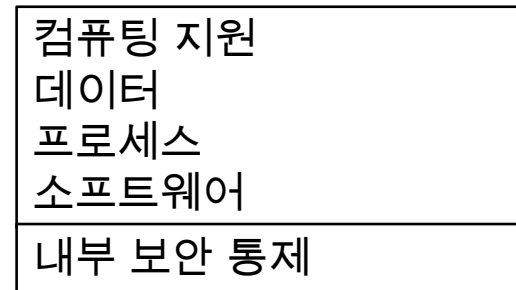 컴퓨팅 지원
데이터
프로세스
소프트웨어
내부 보안 통제